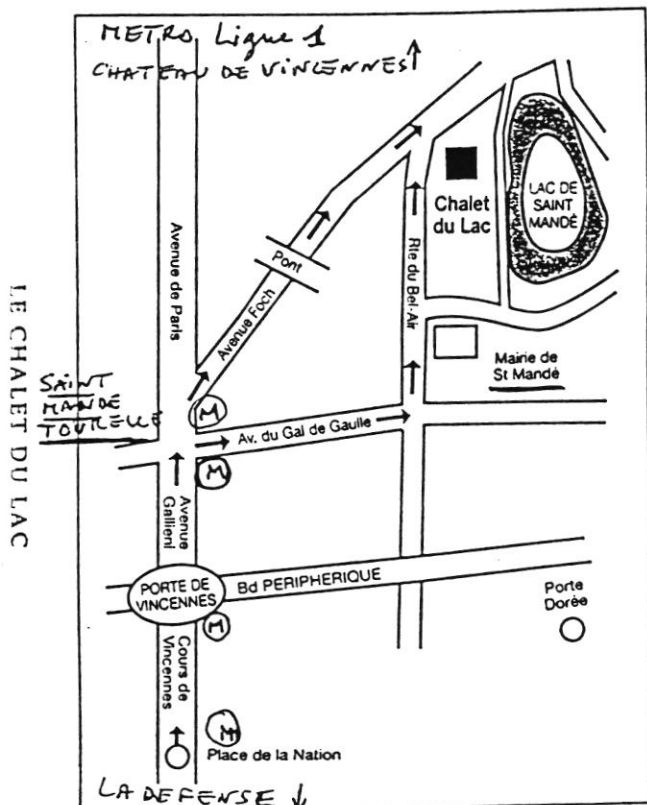 METRO Ligne 1
CHATEAU DE VINCENNES ↑
Avenue de Paris
Pont
Avenue Foch
Chalet
du Lac
LAC DE
SAINT
MANDÉ
Rte du Bel-Air
Mairie de
St Mandé
LE CHALET DU LAC
SAINT
MANDE
TOURELLE
M
Av. du Gal de Gaulle
M
Avenue
Gallieni
PORTE DE
VINCENNES
Bd PERIPHERIQUE
Porte
Dorée
M
Cours de
Vincennes
M
Place de la Nation
LA DEFENSE ↓